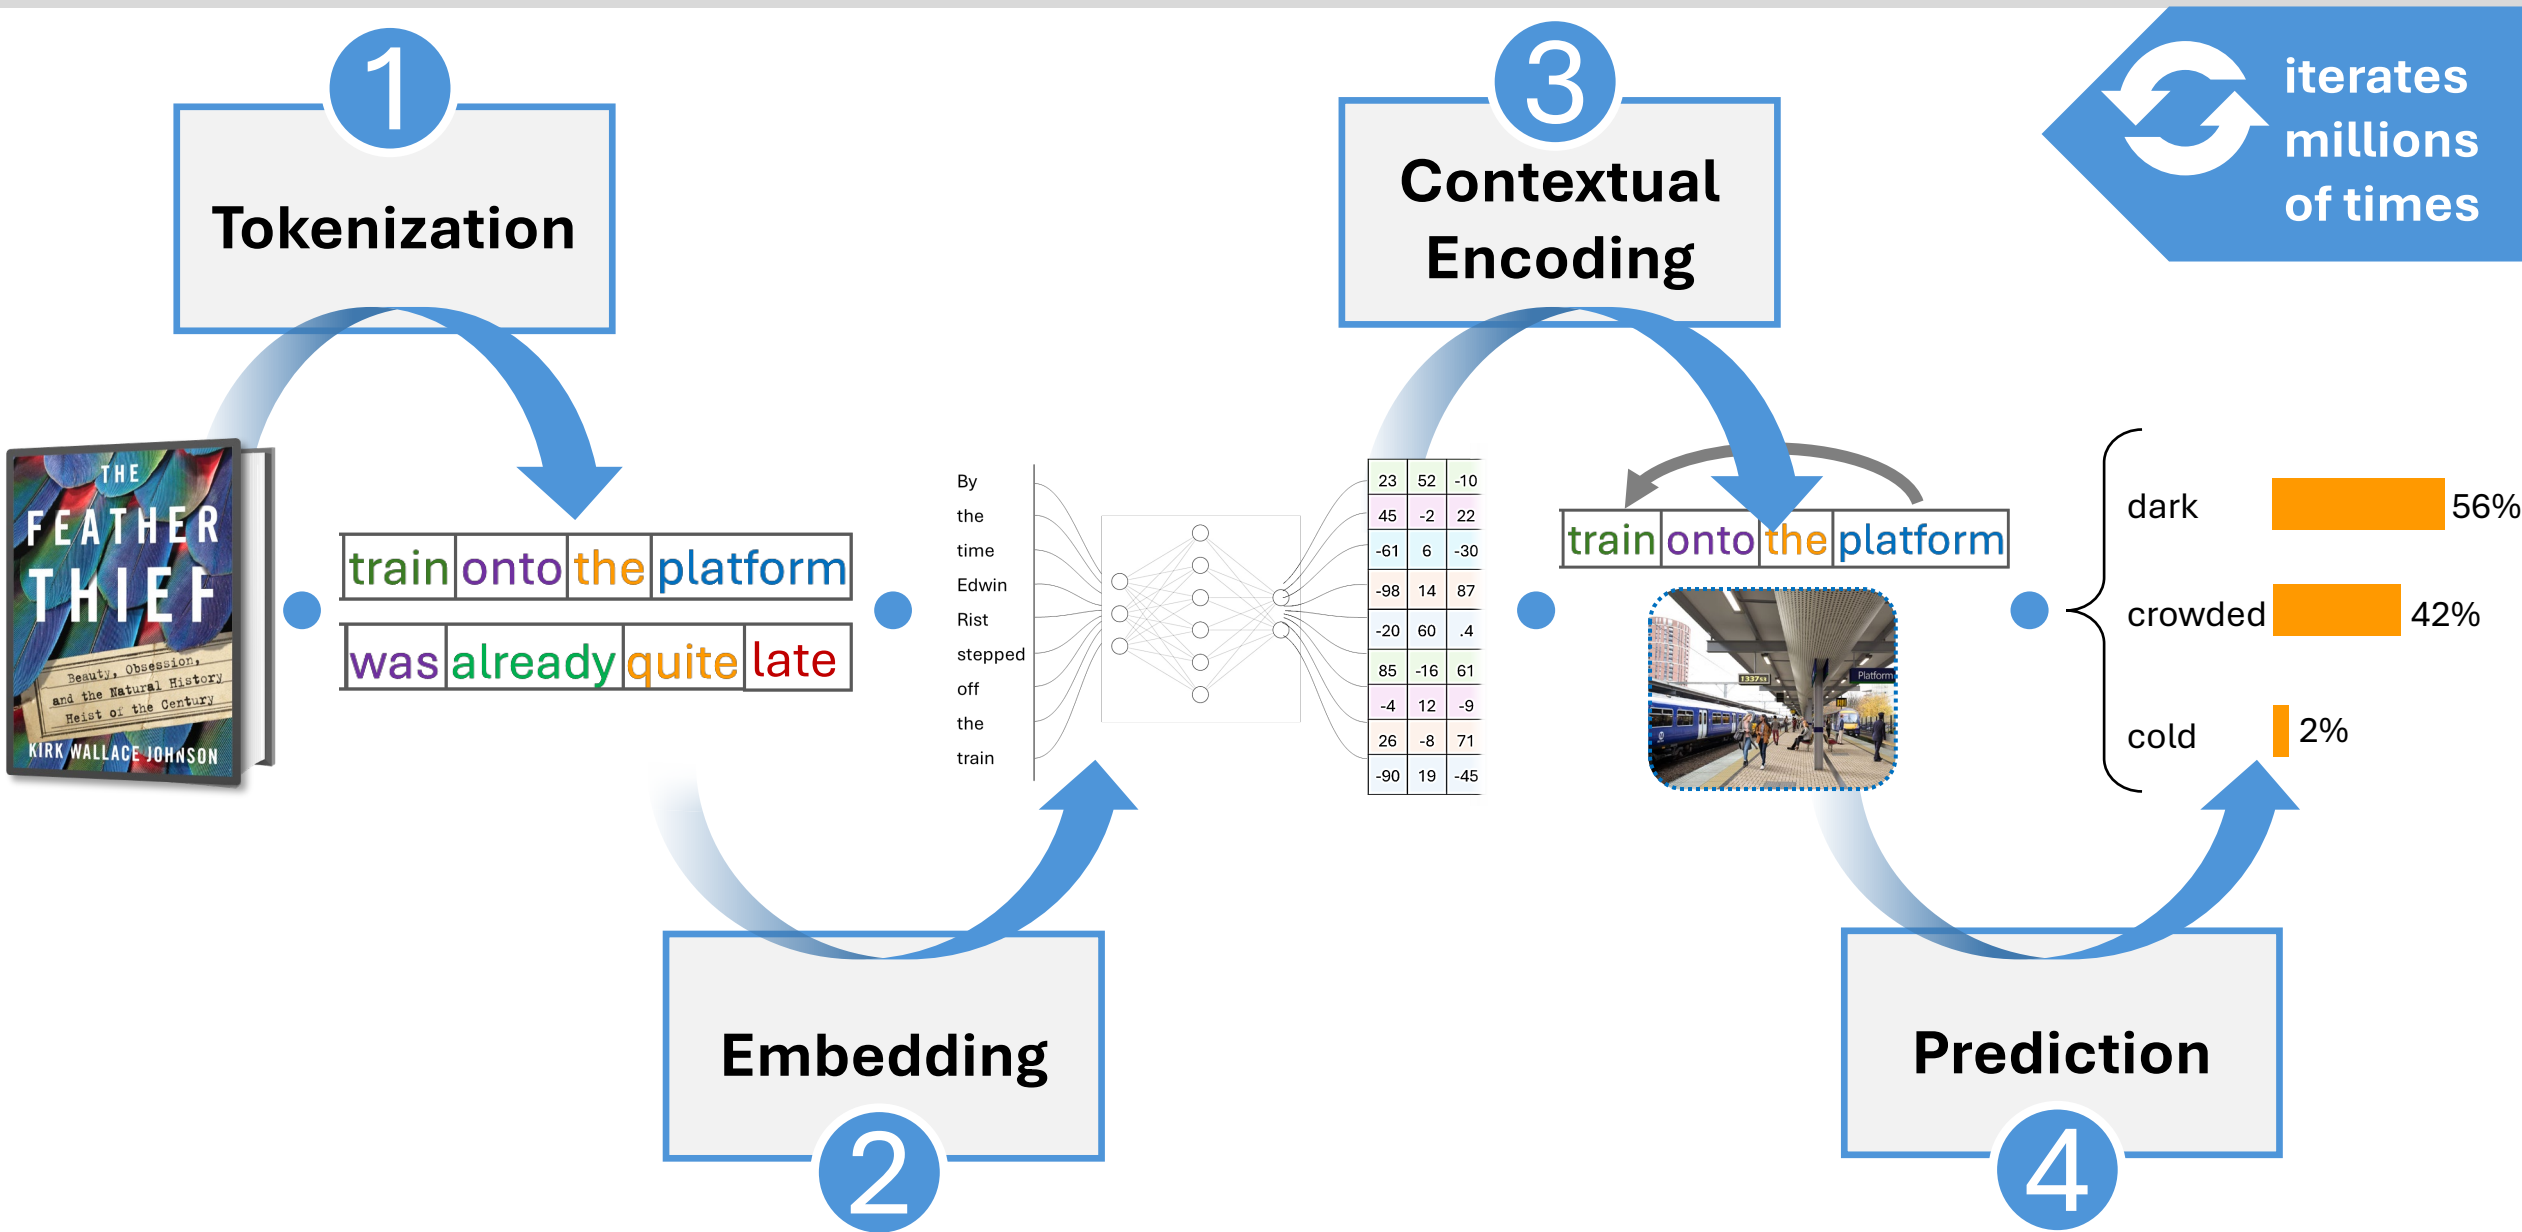 1
Tokenization
3
Contextual
Encoding
iterates
millions
of times
THE
FEATHER
THIEF
Beauty, Obsession,
and the Natural History
Heist of the Century
KIRK WALLACE JOHNSON
train onto the platform
was already quite late
By
the
time
Edwin
Rist
stepped
off
the
train
23 52 -10
45 -2 22
-61 6 -30
-98 14 87
-20 60 .4
85 -16 61
-4 12 -9
26 -8 71
-90 19 -45
train onto the platform
Platform
dark 56%
crowded 42%
cold 2%
Embedding
2
Prediction
4